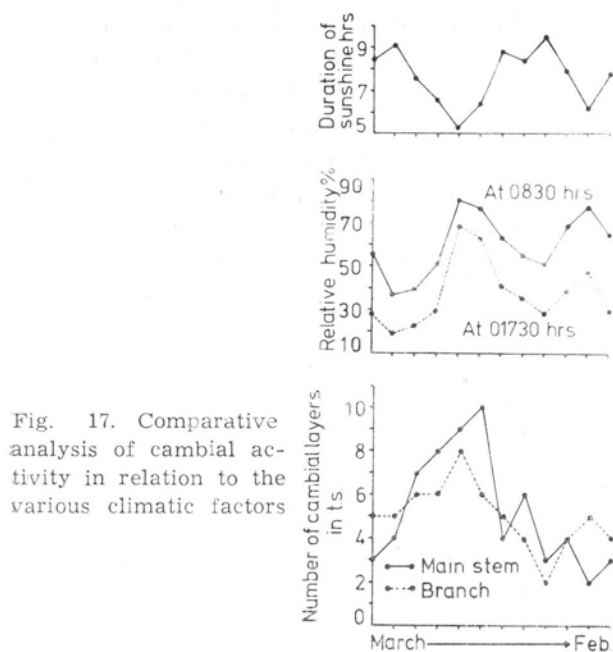 Duration of
sunshine hrs
9
7
5
Relative humidity %
90
70
50
30
10
At 0830 hrs
At 01730 hrs
Fig. 17. Comparative
analysis of cambial ac-
tivity in relation to the
various climatic factors
Number of cambial layers
in t.s
10
8
6
4
2
0
Main stem
Branch
March
Feb